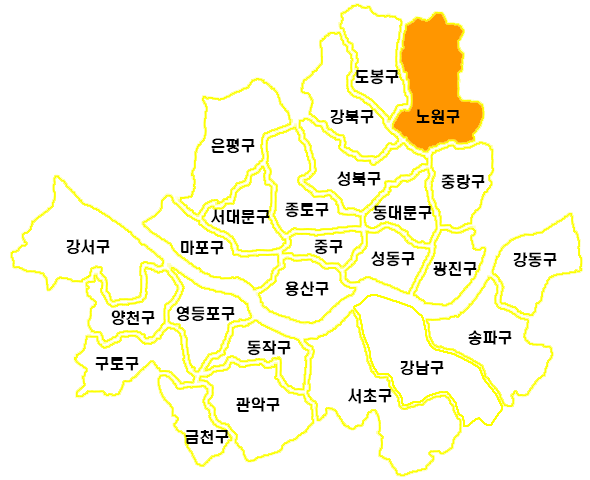 도봉구
강북구
노원구
은평구
성북구
중랑구
서대문구
종로구
동대문구
강서구
마포구
중구
성동구
광진구
강동구
용산구
양천구
영등포구
송파구
동작구
구토구
강남구
서초구
관악구
금천구